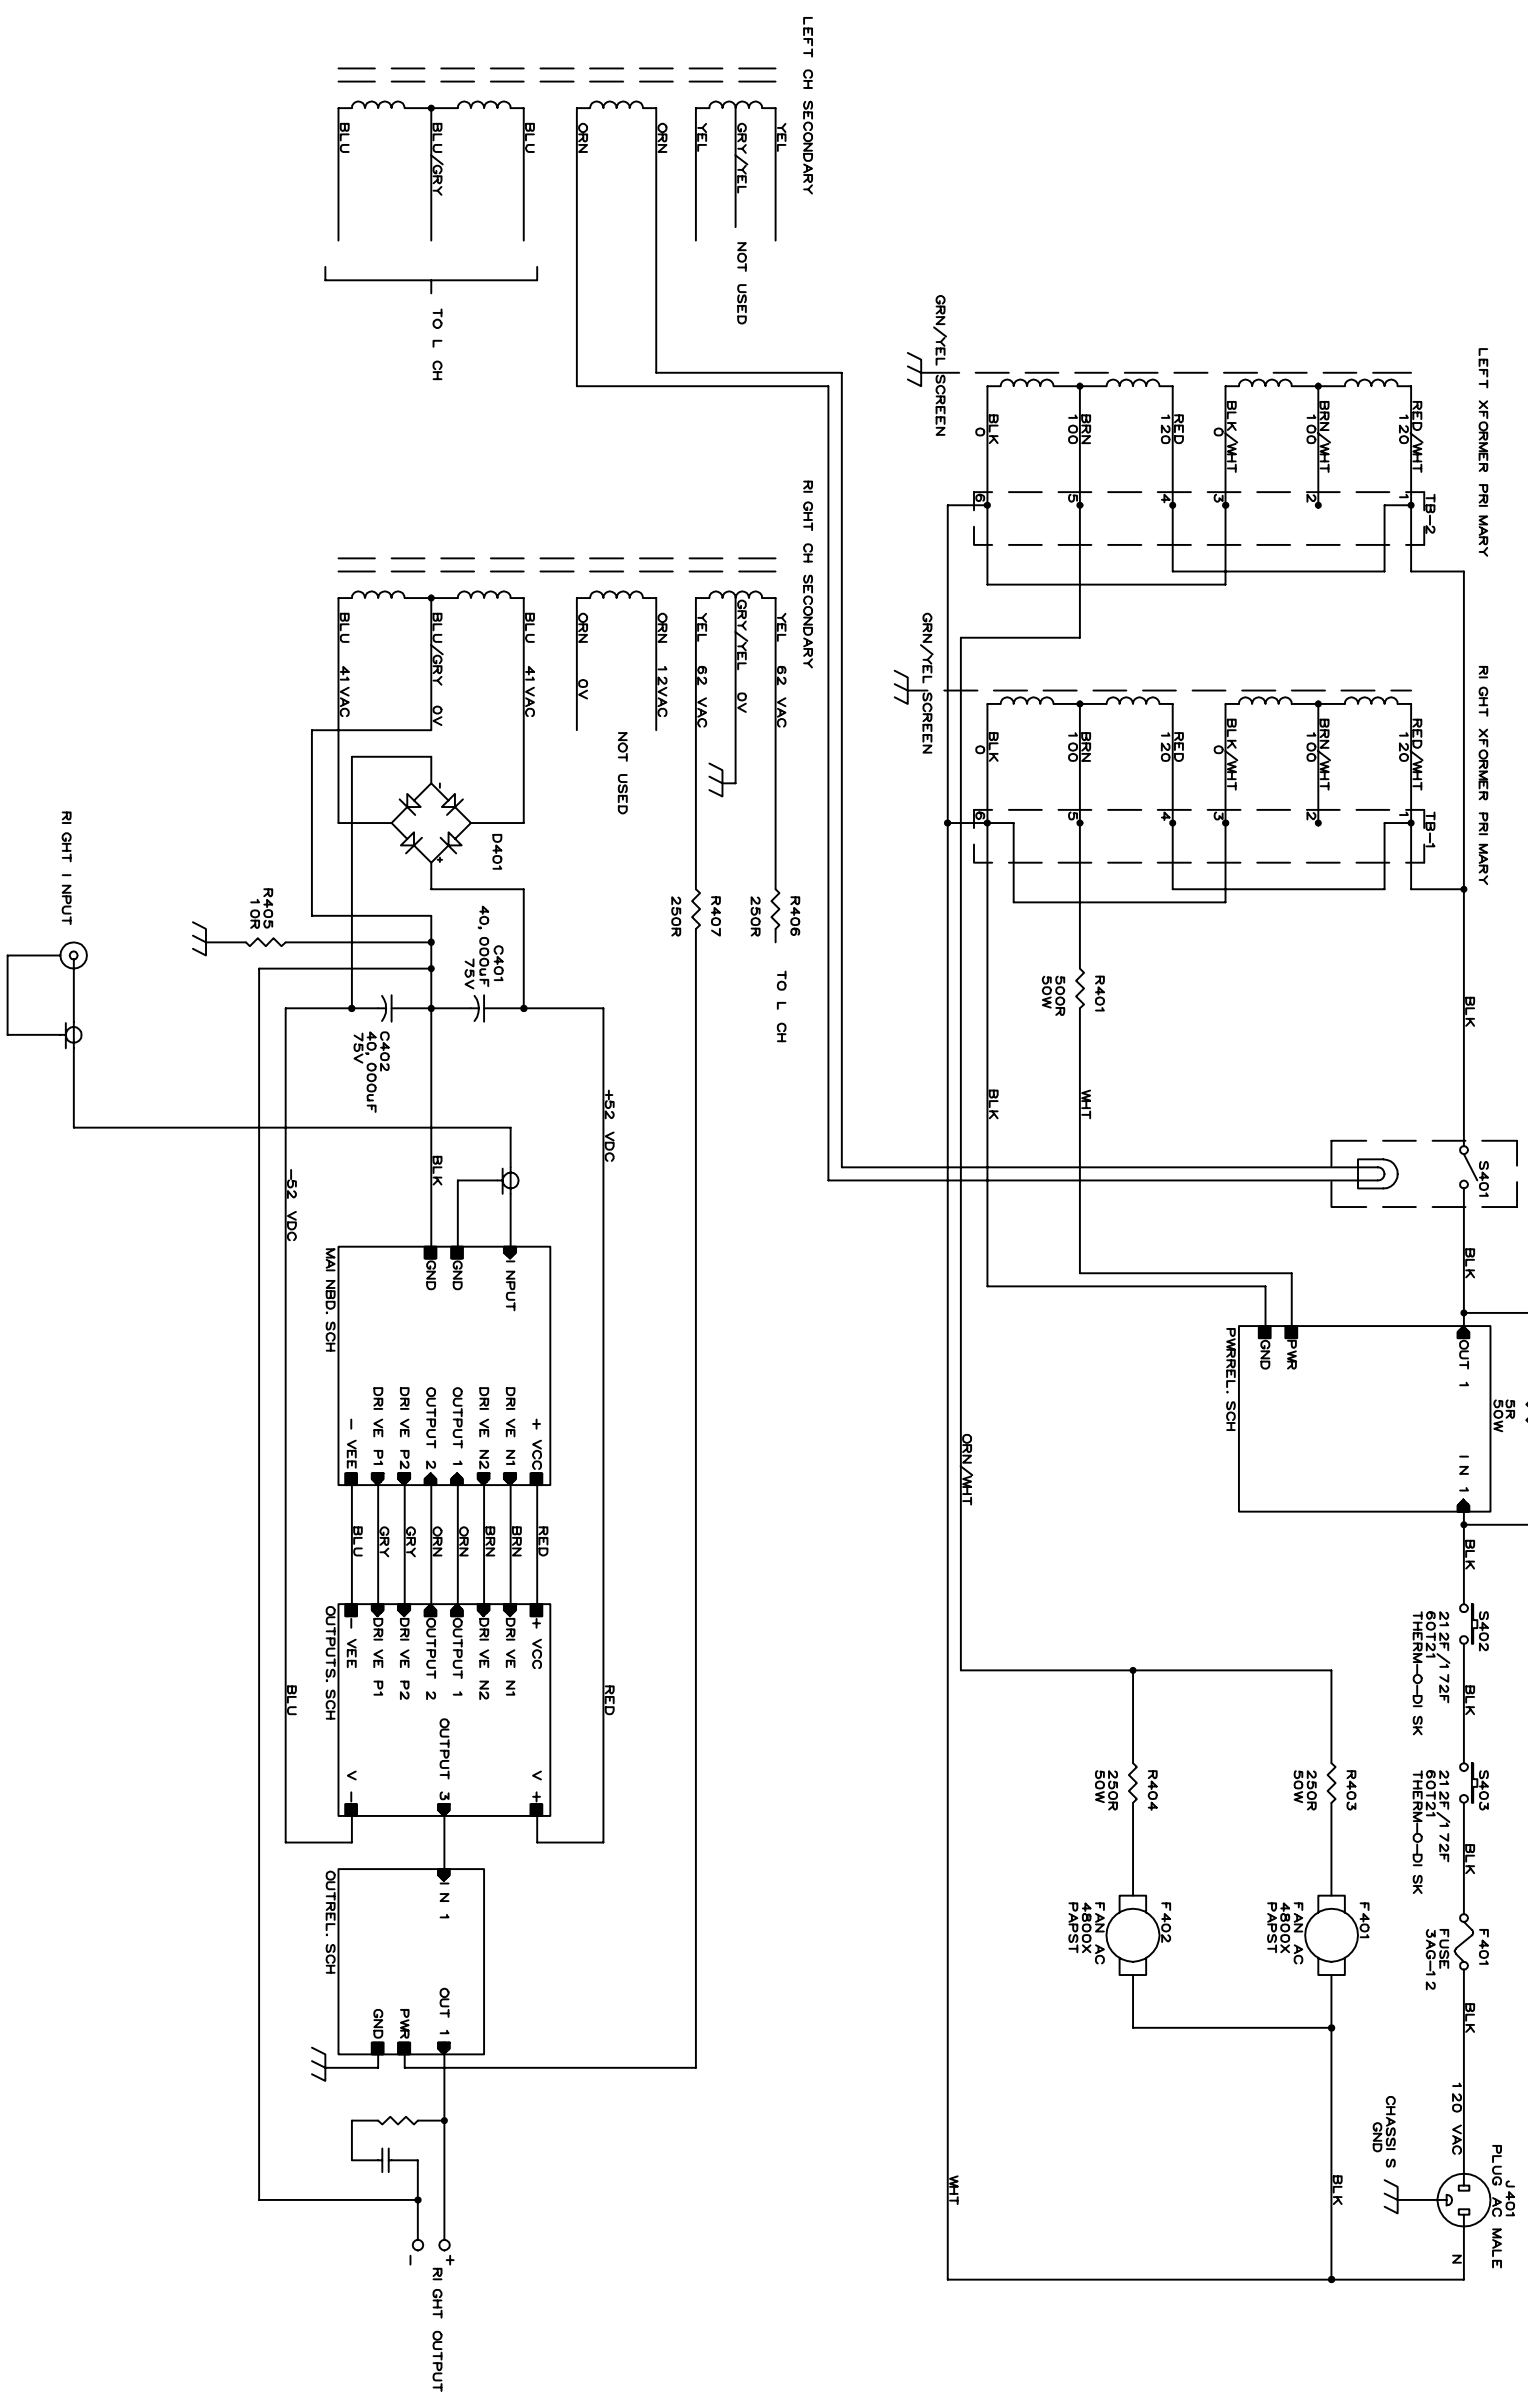 LEFT XFORMER PRIMARY
RED/WHT
120
BRN/WHT
100
BLK/WHT
0
RED
120
BRN
100
BLK
0
GRN/YEL SCREEN
TB-2
1
2
3
4
5
6
RIGHT XFORMER PRIMARY
RED/WHT
120
BRN/WHT
100
BLK/WHT
0
RED
120
BRN
100
BLK
0
GRN/YEL SCREEN
TB-1
1
2
3
4
5
6
BLK
R401
500R
50W
WHT
BLK
S401
BLK
OUT 1
PWR
GND
IN 1
PWRREL.SCH
5R
50W
BLK
S402
212F/172F
60T21
THERM-O-DISK
BLK
S403
212F/172F
60T21
THERM-O-DISK
BLK
F401
FUSE
3AG-12
BLK
120 VAC
J401
PLUG AC MALE
N
CHASSIS
GND
ORN/WHT
R403
250R
50W
F401
FAN AC
4800X
PAPST
R404
250R
50W
F402
FAN AC
4800X
PAPST
BLK
WHT
LEFT CH SECONDARY
YEL
GRY/YEL
YEL
NOT USED
ORN
ORN
BLU
BLU/GRY
BLU
TO L CH
RIGHT CH SECONDARY
YEL 62 VAC
GRY/YEL 0V
YEL 62 VAC
ORN 12VAC
ORN 0V
NOT USED
BLU 41VAC
BLU/GRY 0V
BLU 41VAC
R406
250R
TO L CH
R407
250R
D401
-
+
C401
40,000uF
75V
C402
40,000uF
75V
R405
10R
RIGHT INPUT
+52 VDC
BLK
-52 VDC
INPUT
GND
GND
MAINBD.SCH
+ VCC
DRIVE N1
DRIVE N2
OUTPUT 1
OUTPUT 2
DRIVE P2
DRIVE P1
- VEE
RED
BRN
BRN
ORN
ORN
GRY
GRY
BLU
+ VCC
DRIVE N1
DRIVE N2
OUTPUT 1
OUTPUT 2
DRIVE P2
DRIVE P1
- VEE
OUTPUTS.SCH
V +
OUTPUT 3
V -
RED
BLU
IN 1
OUT 1
PWR
GND
OUTREL.SCH
+
-
RIGHT OUTPUT